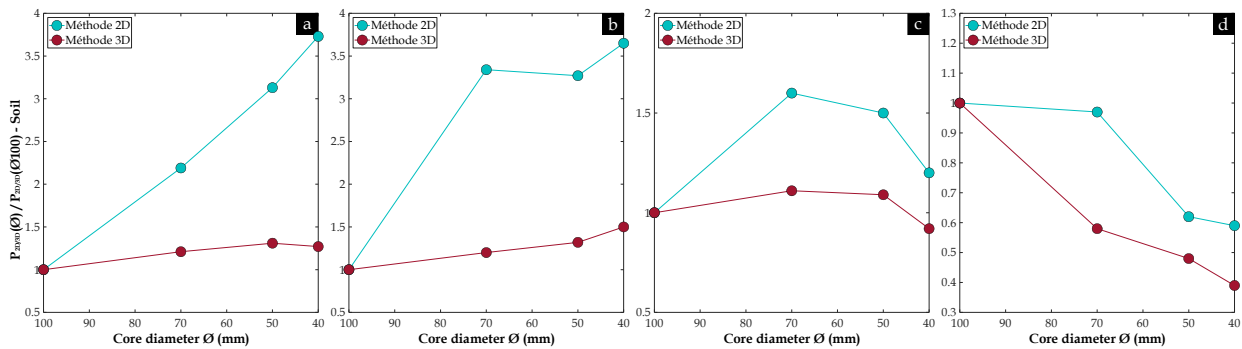 P₂D/₃D(Ø) / P₂D/₃D(Ø100) - Soil
4
3.5
3
2.5
2
1.5
1
0.5
Méthode 2D
Méthode 3D
a
100 90 80 70 60 50 40
Core diameter Ø (mm)
4
3.5
3
2.5
2
1.5
1
0.5
Méthode 2D
Méthode 3D
b
100 90 80 70 60 50 40
Core diameter Ø (mm)
2
1.5
1
0.5
Méthode 2D
Méthode 3D
c
100 90 80 70 60 50 40
Core diameter Ø (mm)
1.3
1.2
1.1
1
0.9
0.8
0.7
0.6
0.5
0.4
0.3
Méthode 2D
Méthode 3D
d
100 90 80 70 60 50 40
Core diameter Ø (mm)